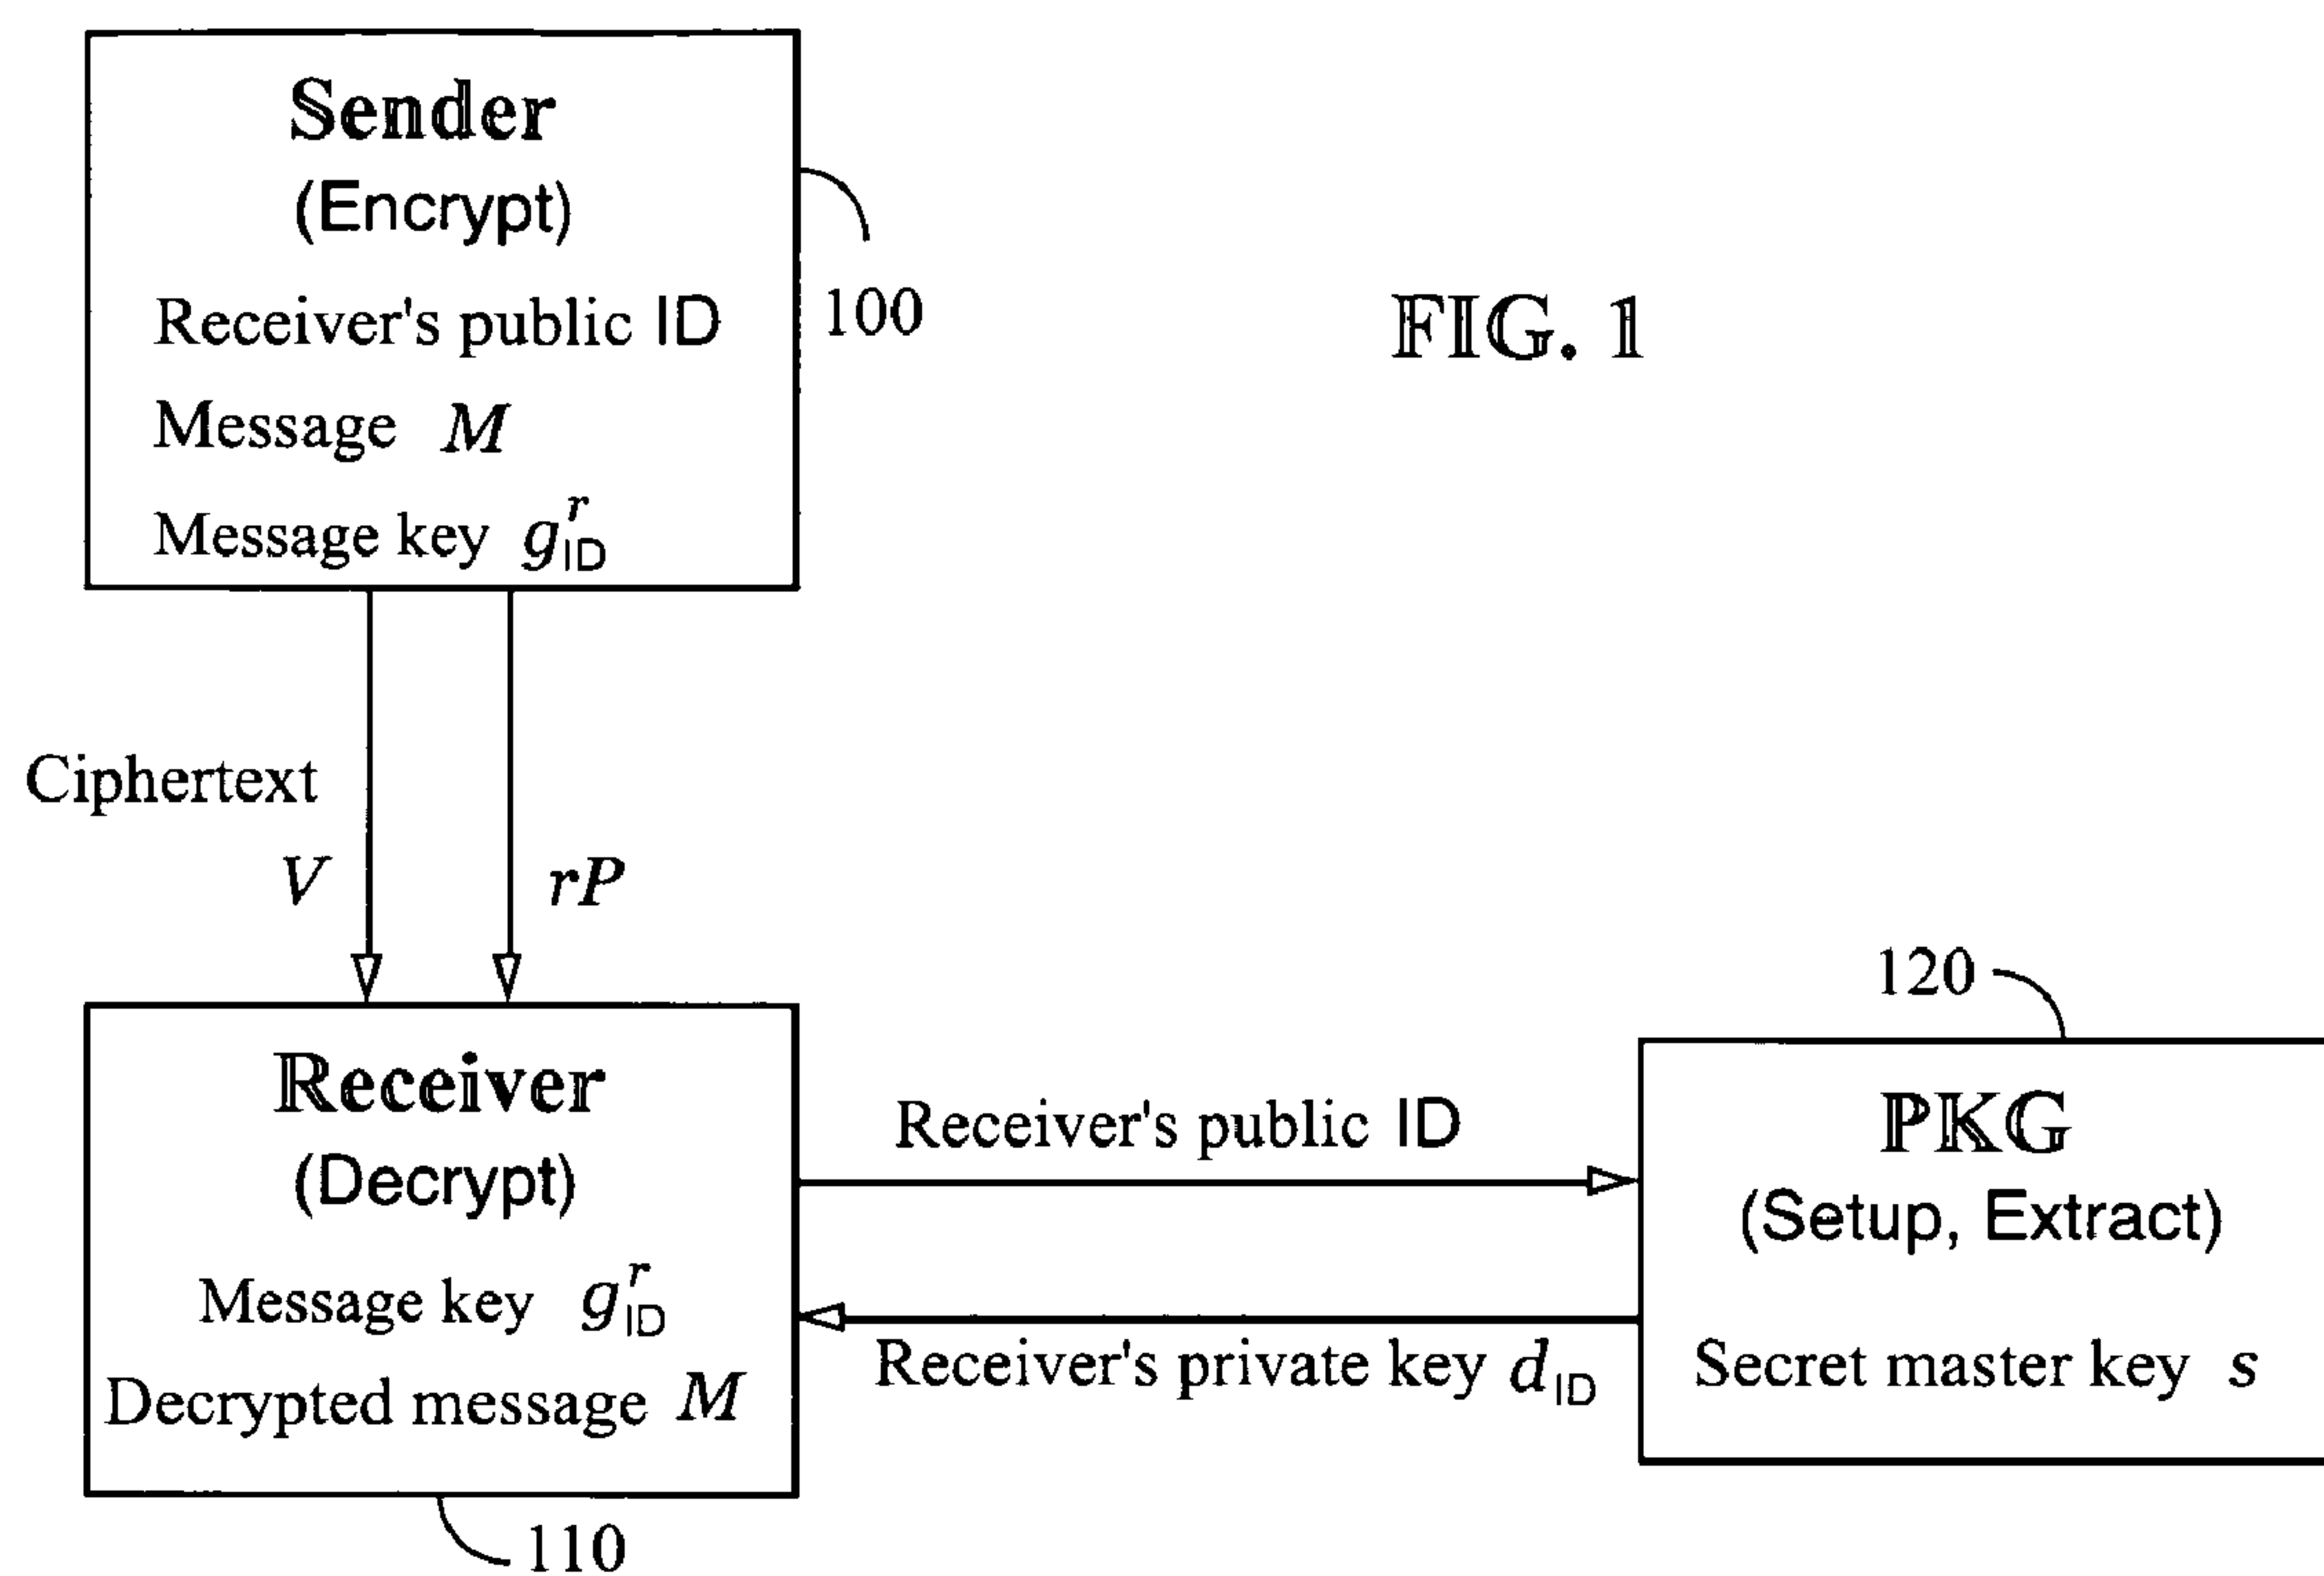 Sender
(Encrypt)
Receiver's public ID
Message M
Message key g^r_ID
100
FIG. 1
Ciphertext
V
rP
Receiver
(Decrypt)
Message key g^r_ID
Decrypted message M
110
Receiver's public ID
Receiver's private key d_ID
120
PKG
(Setup, Extract)
Secret master key s